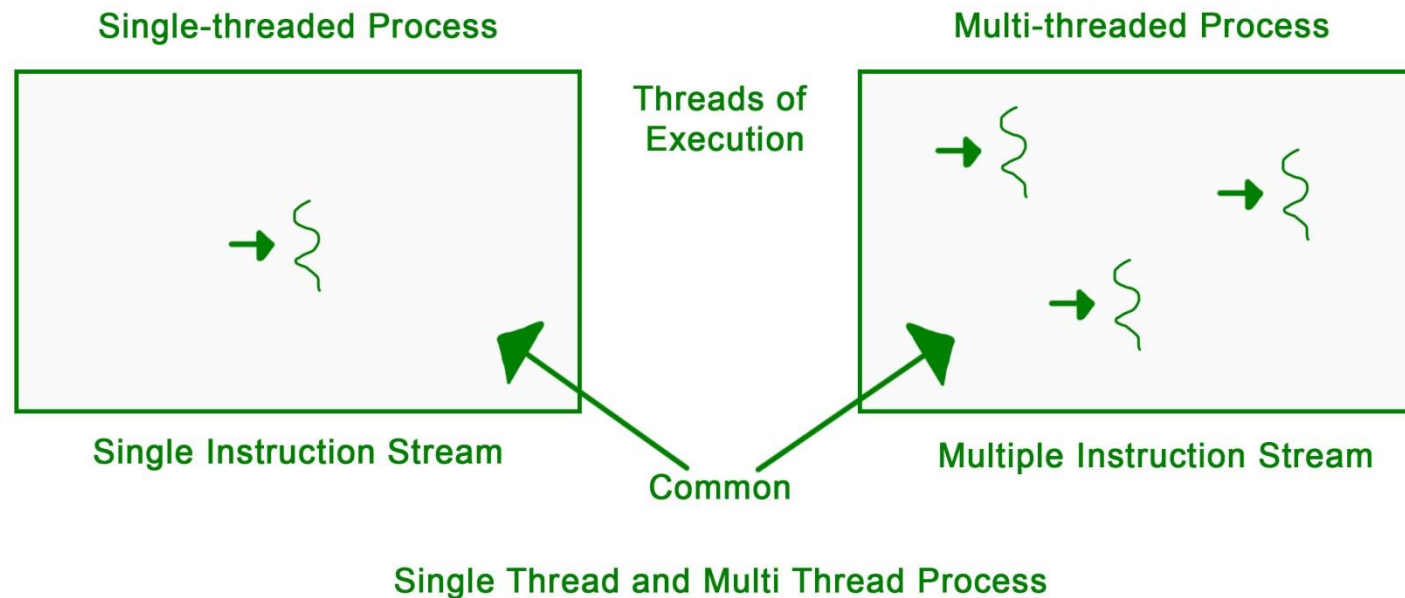 Single-threaded Process
Multi-threaded Process
Threads of
Execution
Single Instruction Stream
Multiple Instruction Stream
Common
Single Thread and Multi Thread Process